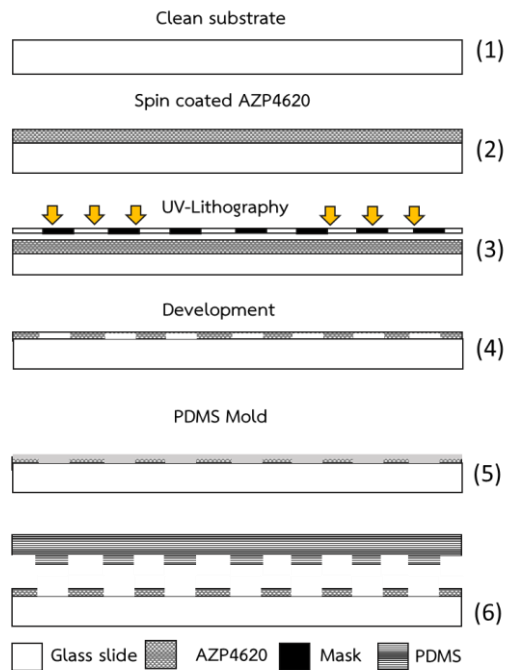 Clean substrate
(1)
Spin coated AZP4620
(2)
UV-Lithography
(3)
Development
(4)
PDMS Mold
(5)
(6)
Glass slide AZP4620 Mask PDMS